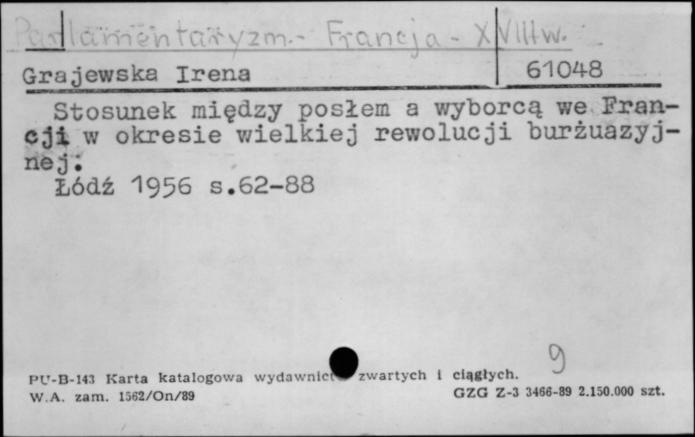 Parlamentaryzm.- Francja - XVIIIw.
Grajewska Irena 61048
Stosunek między posłem a wyborcą we Fran-
cji w okresie wielkiej rewolucji burżuazyj-
nej.
Łódź 1956 s.62-88
9
PU-B-143 Karta katalogowa wydawnict zwartych i ciągłych.
W.A. zam. 1562/On/89 GZG Z-3 3466-89 2.150.000 szt.